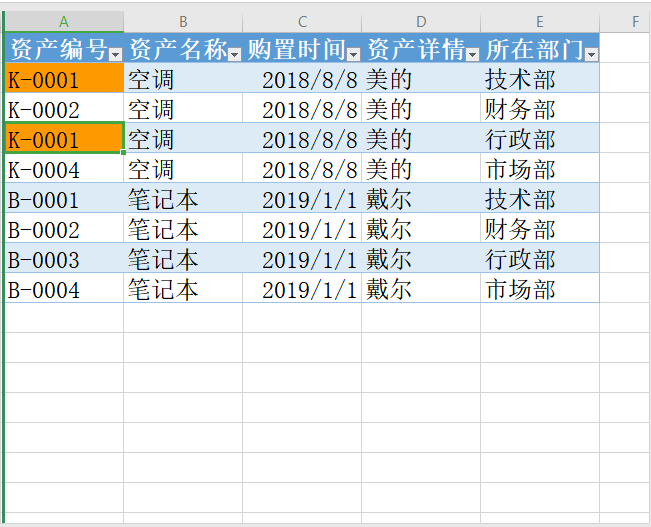 A B C D E F
资产编号 资产名称 购置时间 资产详情 所在部门
K-0001 空调 2018/8/8 美的 技术部
K-0002 空调 2018/8/8 美的 财务部
K-0001 空调 2018/8/8 美的 行政部
K-0004 空调 2018/8/8 美的 市场部
B-0001 笔记本 2019/1/1 戴尔 技术部
B-0002 笔记本 2019/1/1 戴尔 财务部
B-0003 笔记本 2019/1/1 戴尔 行政部
B-0004 笔记本 2019/1/1 戴尔 市场部